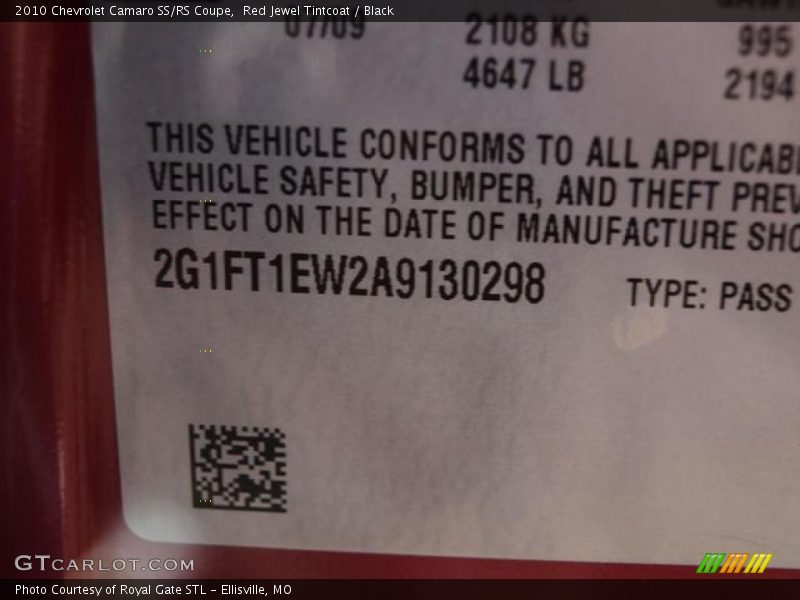 2010 Chevrolet Camaro SS/RS Coupe,  Red Jewel Tintcoat / Black
07/09 2108 KG 995
4647 LB 2194
THIS VEHICLE CONFORMS TO ALL APPLICABL
VEHICLE SAFETY, BUMPER, AND THEFT PREV
EFFECT ON THE DATE OF MANUFACTURE SHO
2G1FT1EW2A9130298 TYPE: PASS
GTCARLOT.COM
Photo Courtesy of Royal Gate STL - Ellisville, MO